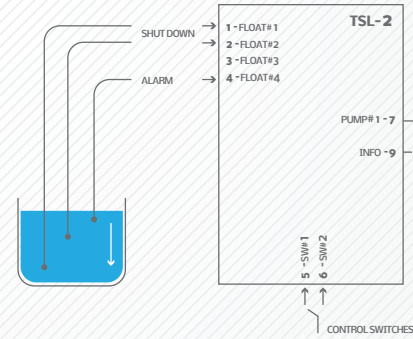 TSL-2
SHUT DOWN
1 - FLOAT#1
2 - FLOAT#2
3 - FLOAT#3
ALARM
4 - FLOAT#4
PUMP# 1 - 7
INFO - 9
5 - SW#1
6 - SW#2
CONTROL SWITCHES